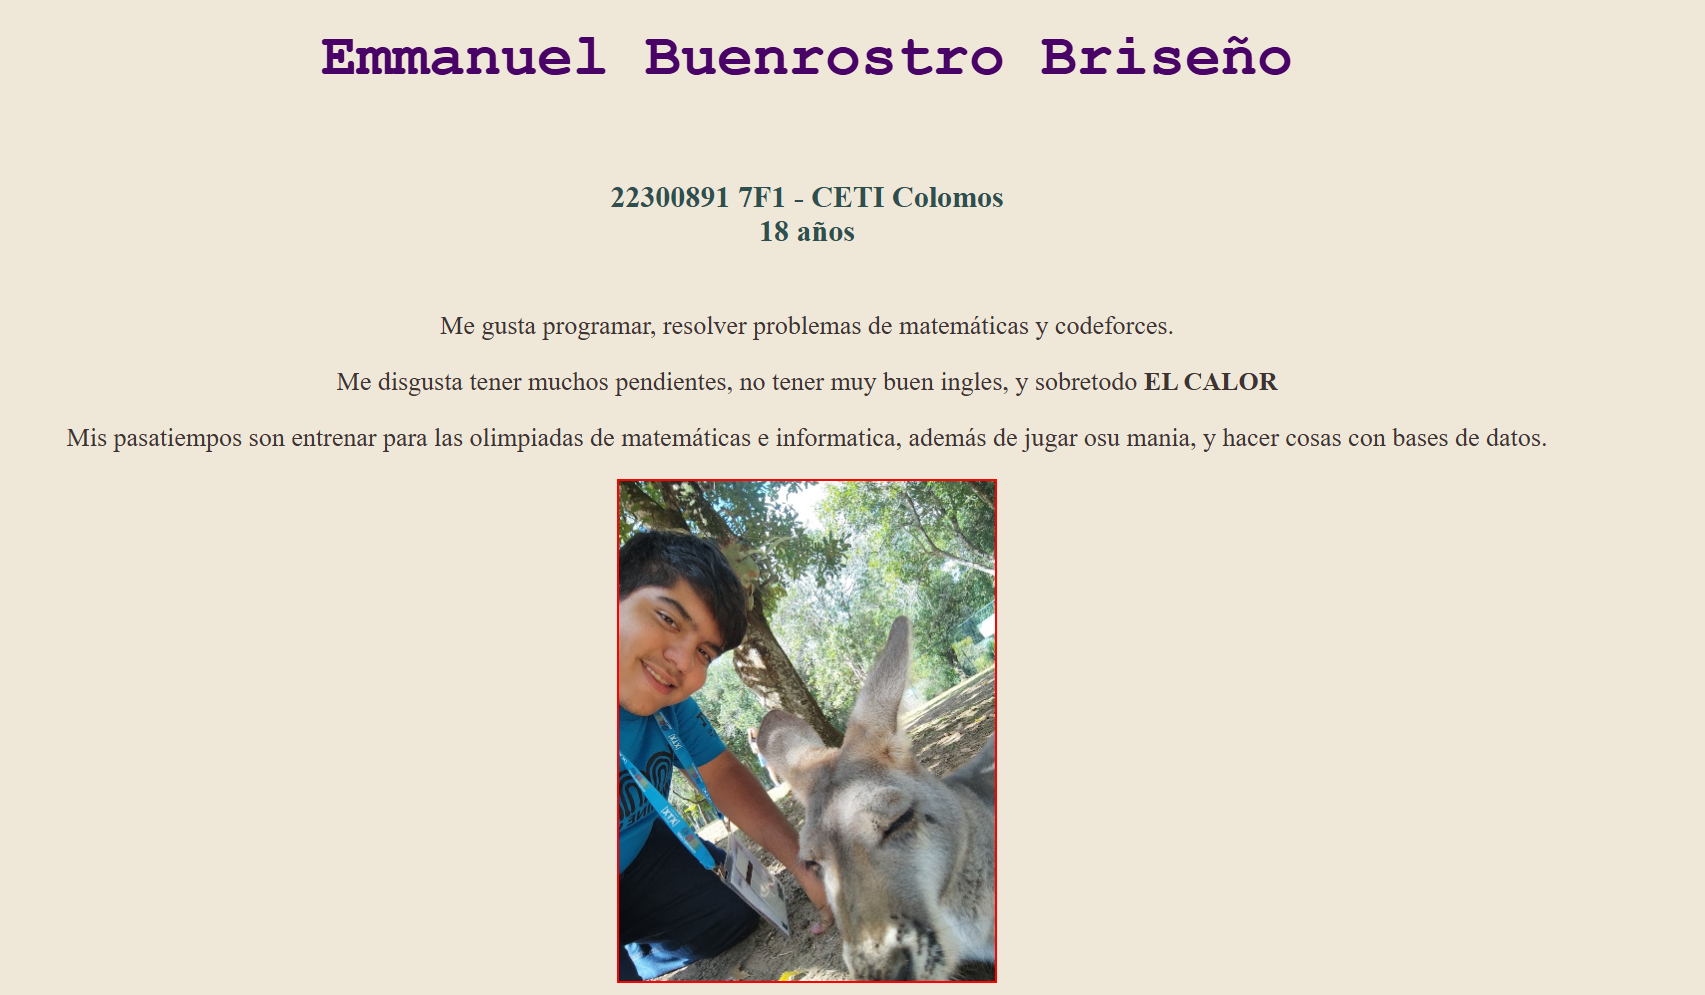 Emmanuel Buenrostro Briseño
22300891 7F1 - CETI Colomos
18 años
Me gusta programar, resolver problemas de matemáticas y codeforces.
Me disgusta tener muchos pendientes, no tener muy buen ingles, y sobretodo EL CALOR
Mis pasatiempos son entrenar para las olimpiadas de matemáticas e informatica, además de jugar osu mania, y hacer cosas con bases de datos.